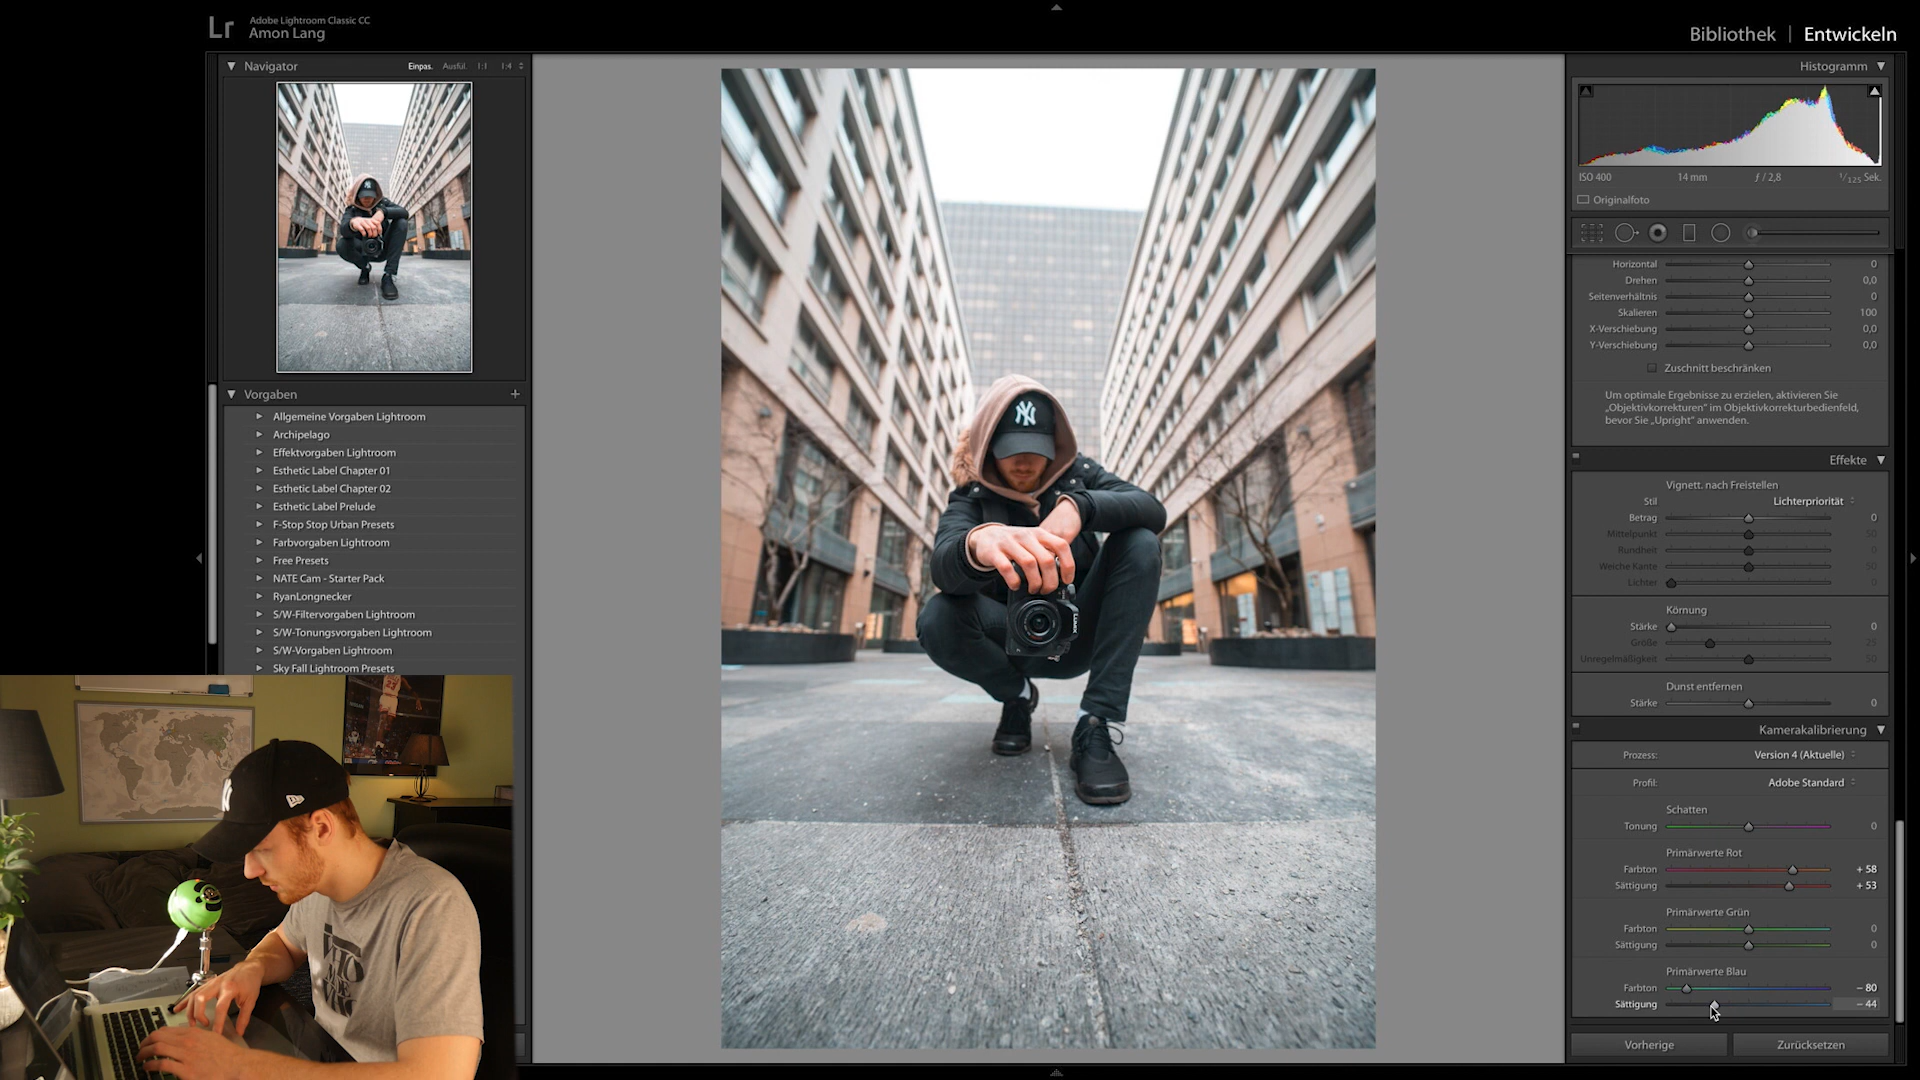 Lr
Adobe Lightroom Classic CC
Amon Lang
Bibliothek | Entwickeln
Navigator Einpas. Ausfül. 1:1 1:4
Vorgaben +
Allgemeine Vorgaben Lightroom
Archipelago
Effektvorgaben Lightroom
Esthetic Label Chapter 01
Esthetic Label Chapter 02
Esthetic Label Prelude
F-Stop Stop Urban Presets
Farbvorgaben Lightroom
Free Presets
NATE Cam - Starter Pack
RyanLongnecker
S/W-Filtervorgaben Lightroom
S/W-Tonungsvorgaben Lightroom
S/W-Vorgaben Lightroom
Sky Fall Lightroom Presets
NY
LUMIX
23
Histogramm
ISO 400 14 mm ƒ / 2,8 1/125 Sek.
Originalfoto
Horizontal 0
Drehen 0,0
Seitenverhältnis 0
Skalieren 100
X-Verschiebung 0,0
Y-Verschiebung 0,0
Zuschnitt beschränken
Um optimale Ergebnisse zu erzielen, aktivieren Sie
„Objektivkorrekturen“ im Objektivkorrekturbedienfeld,
bevor Sie „Upright“ anwenden.
Effekte
Vignett. nach Freistellen
Stil Lichterpriorität
Betrag 0
Mittelpunkt 50
Rundheit 0
Weiche Kante 50
Lichter 0
Körnung
Stärke 0
Größe 25
Unregelmäßigkeit 50
Dunst entfernen
Stärke 0
Kamerakalibrierung
Prozess: Version 4 (Aktuelle)
Profil: Adobe Standard
Schatten
Tonung 0
Primärwerte Rot
Farbton + 58
Sättigung + 53
Primärwerte Grün
Farbton 0
Sättigung 0
Primärwerte Blau
Farbton − 80
Sättigung − 44
Vorherige Zurücksetzen